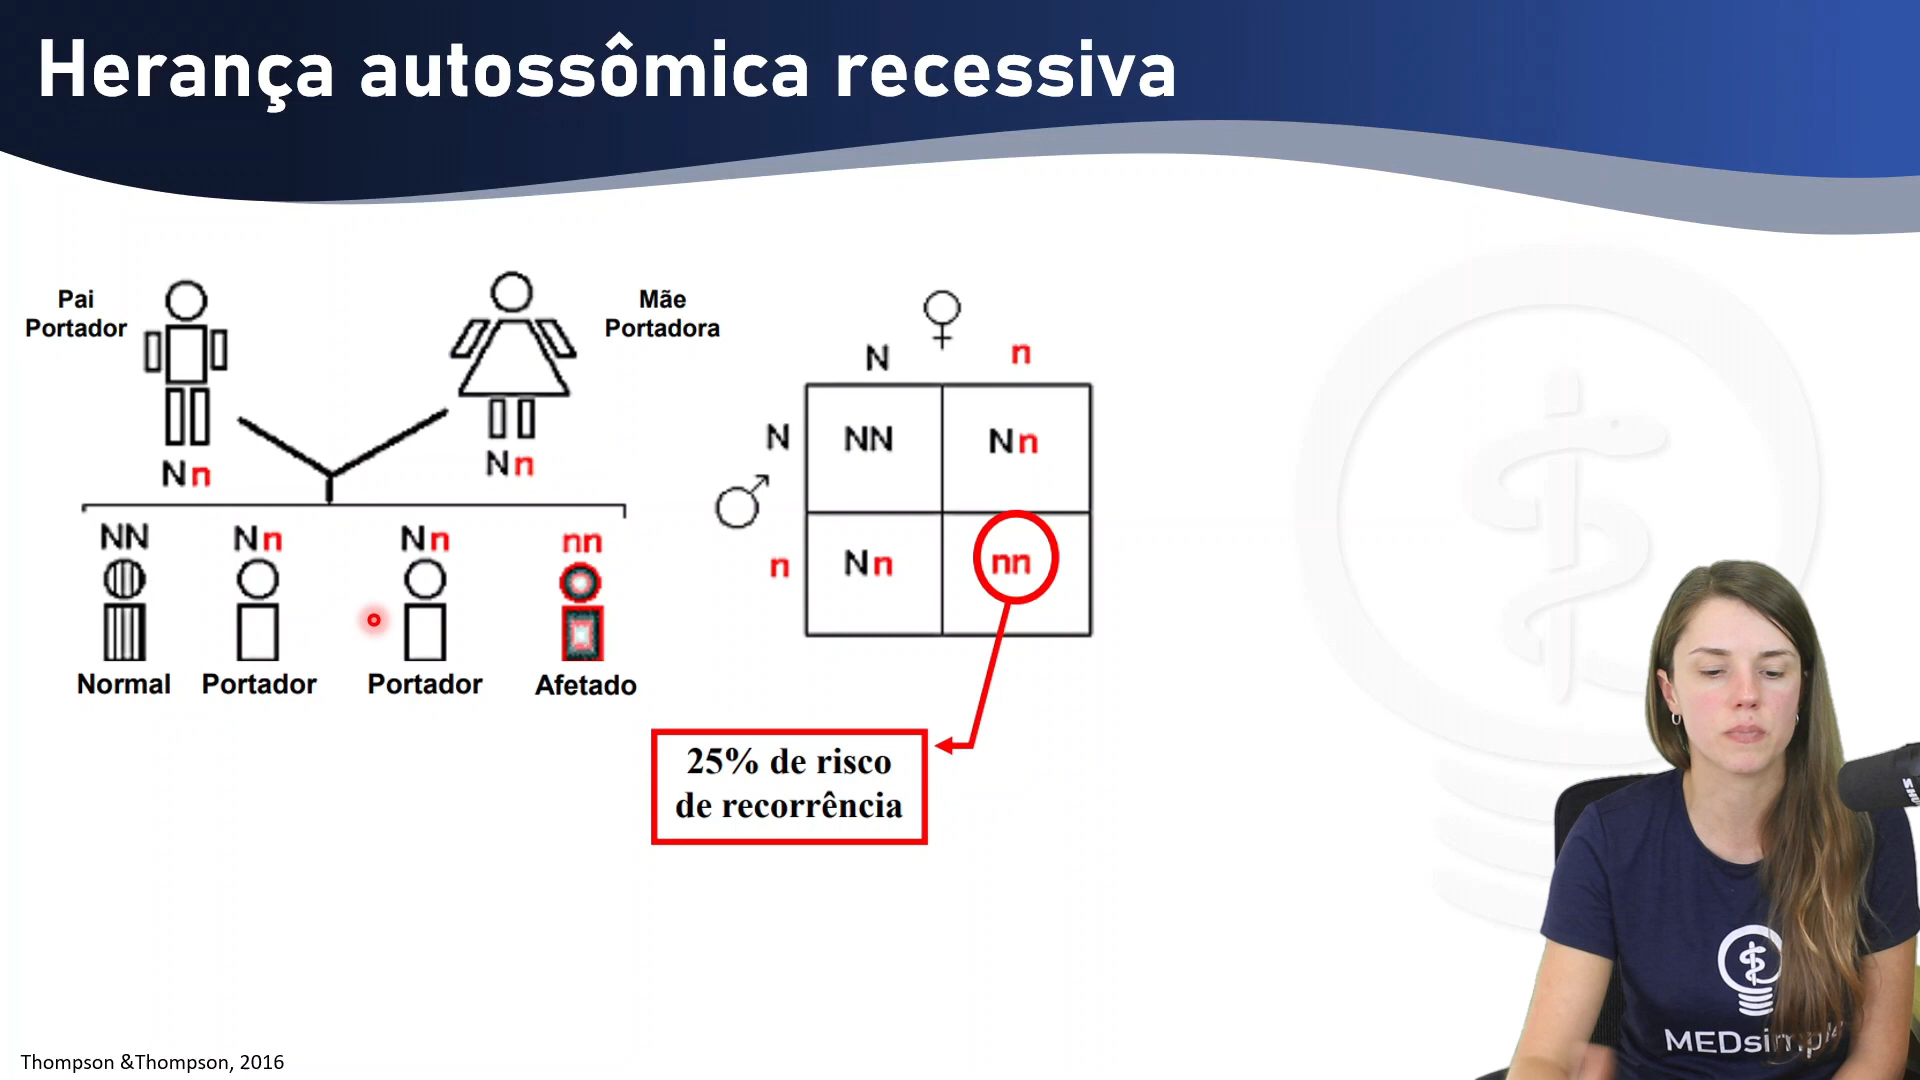 Herança autossômica recessiva
Pai
Portador
Mãe
Portadora
Nn
Nn
NN
Nn
Nn
nn
Normal
Portador
Portador
Afetado
N
n
N
NN
Nn
n
Nn
nn
25% de risco
de recorrência
Thompson &Thompson, 2016